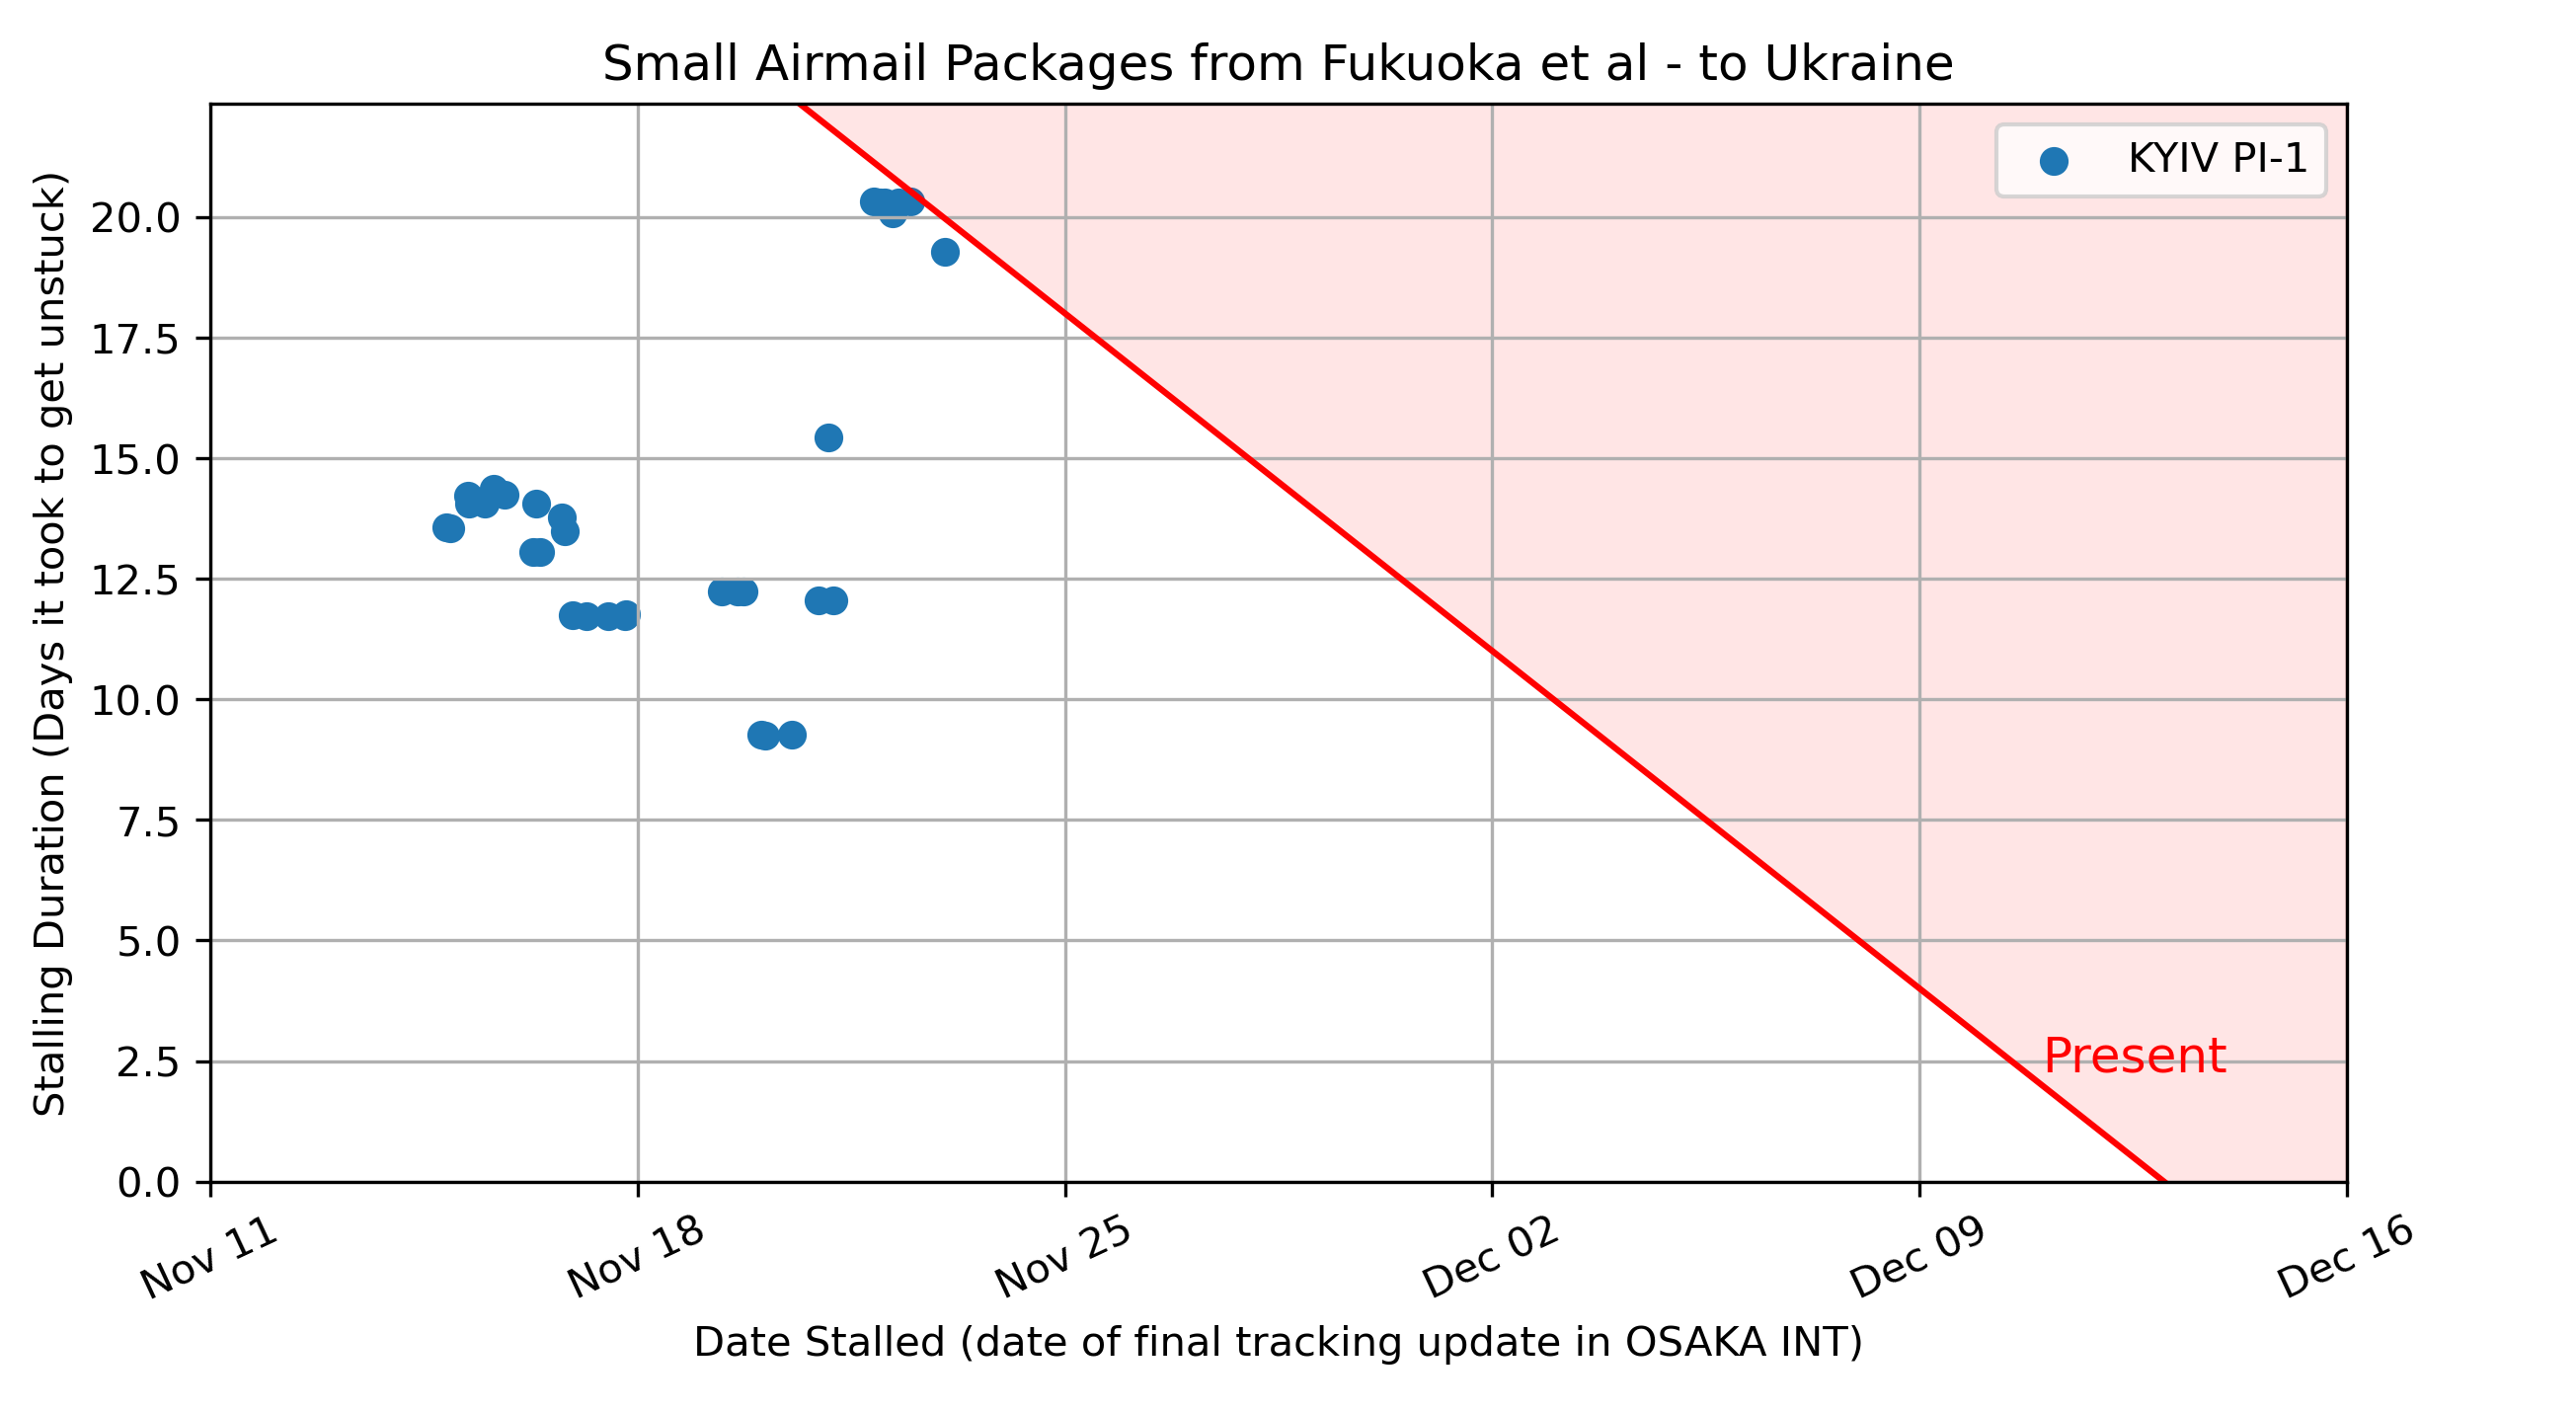 Small Airmail Packages from Fukuoka et al - to Ukraine
KYIV PI-1
Stalling Duration (Days it took to get unstuck)
20.0
17.5
15.0
12.5
10.0
7.5
5.0
2.5
0.0
Present
Nov 11
Nov 18
Nov 25
Dec 02
Dec 09
Dec 16
Date Stalled (date of final tracking update in OSAKA INT)